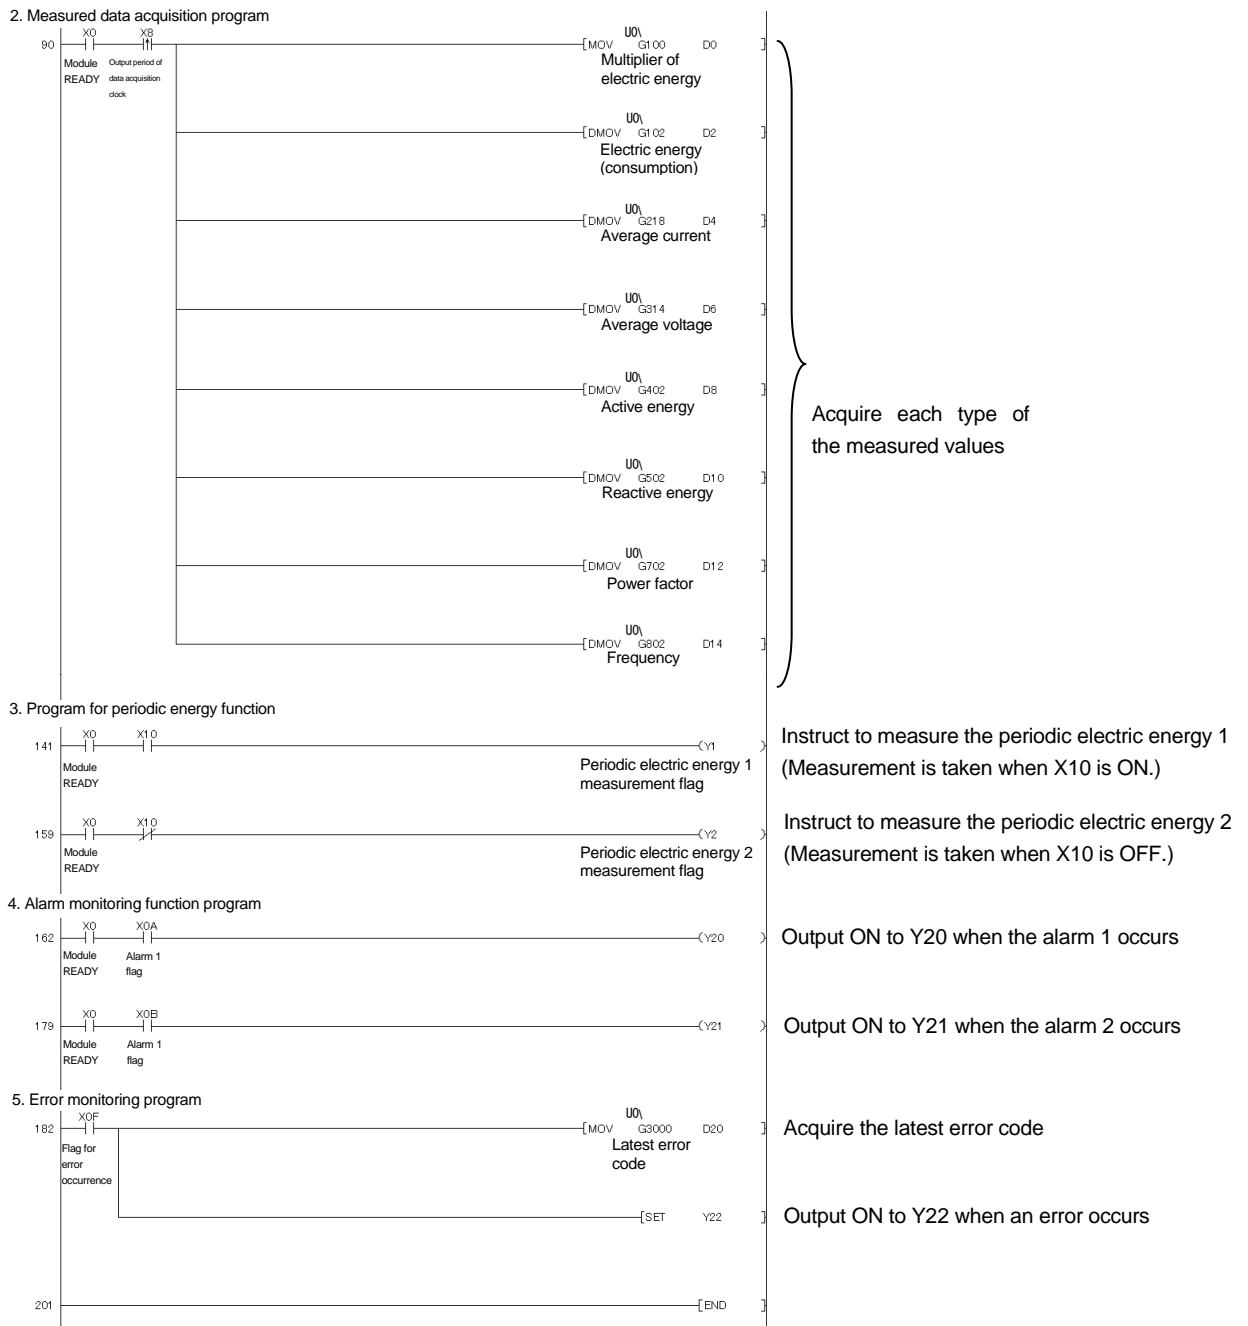 2. Measured data acquisition program
90 X0 X8 [MOV U0\G100 D0 ]
Module READY
Output period of data acquisition clock
Multiplier of electric energy
[DMOV U0\G102 D2 ]
Electric energy (consumption)
[DMOV U0\G218 D4 ]
Average current
[DMOV U0\G314 D6 ]
Average voltage
[DMOV U0\G402 D8 ]
Active energy
Acquire each type of
the measured values
[DMOV U0\G502 D10 ]
Reactive energy
[DMOV U0\G702 D12 ]
Power factor
[DMOV U0\G802 D14 ]
Frequency
3. Program for periodic energy function
141 X0 X10 (Y1 )
Module READY
Periodic electric energy 1 measurement flag
Instruct to measure the periodic electric energy 1
(Measurement is taken when X10 is ON.)
159 X0 X10 (Y2 )
Module READY
Periodic electric energy 2 measurement flag
Instruct to measure the periodic electric energy 2
(Measurement is taken when X10 is OFF.)
4. Alarm monitoring function program
162 X0 X0A (Y20 )
Module READY
Alarm 1 flag
Output ON to Y20 when the alarm 1 occurs
179 X0 X0B (Y21 )
Module READY
Alarm 1 flag
Output ON to Y21 when the alarm 2 occurs
5. Error monitoring program
182 X0F [MOV U0\G3000 D20 ]
Flag for error occurrence
Latest error code
Acquire the latest error code
[SET Y22 ]
Output ON to Y22 when an error occurs
201 [END ]